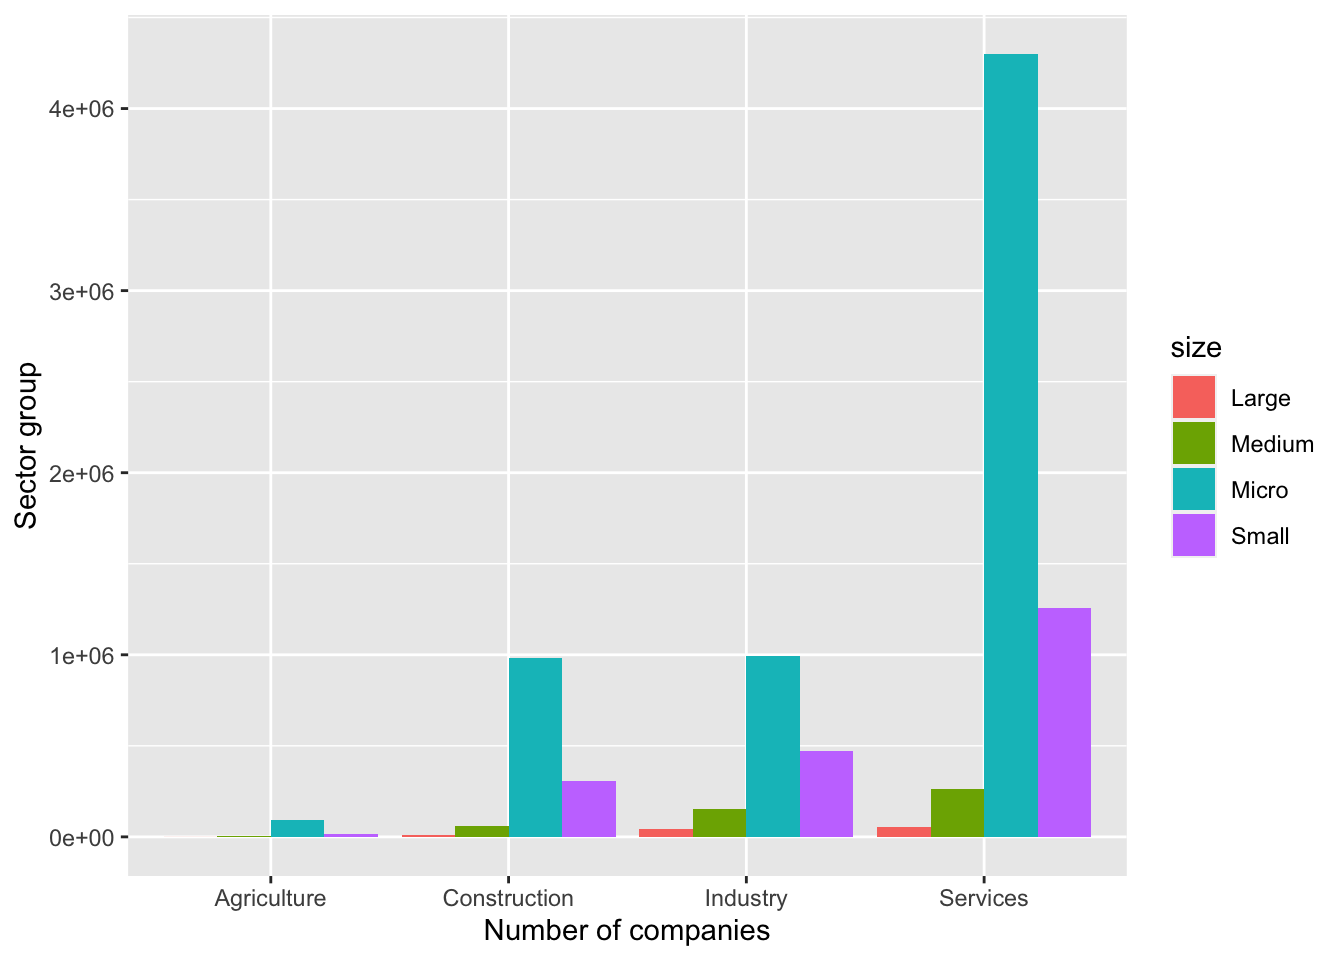 4e+06
3e+06
2e+06
1e+06
0e+00
Sector group
Agriculture
Construction
Industry
Services
Number of companies
size
Large
Medium
Micro
Small